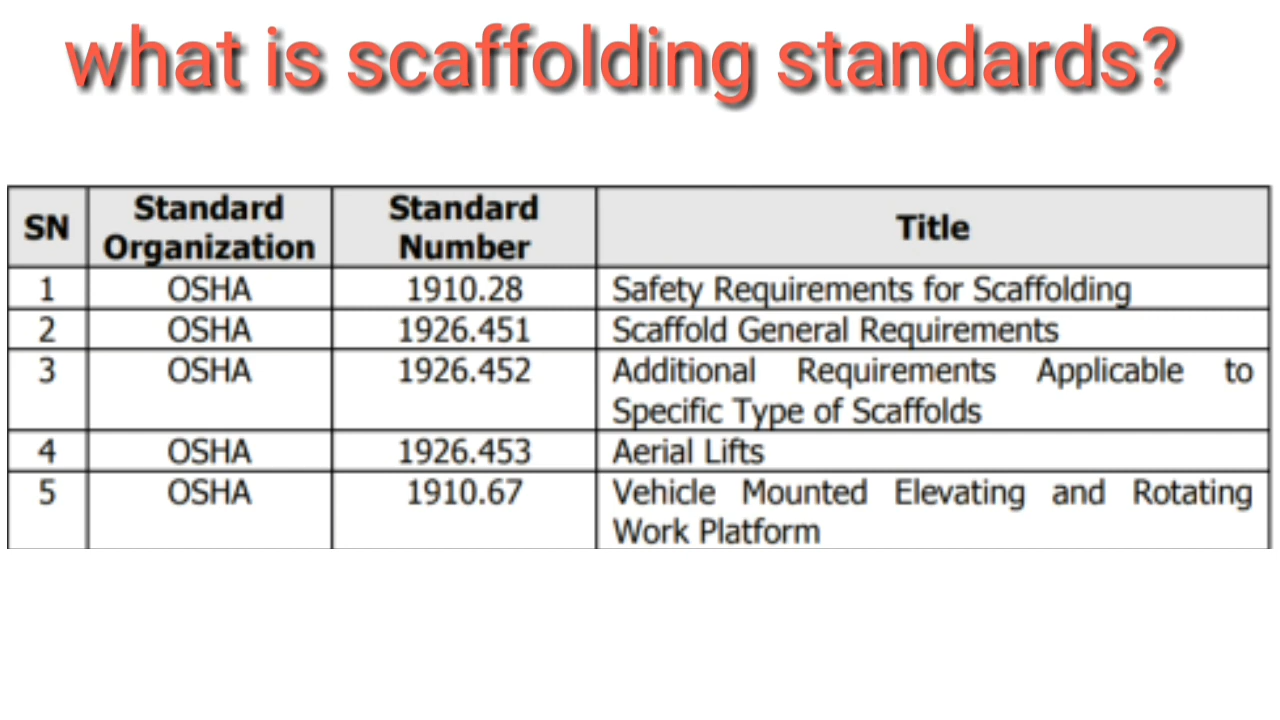 what is scaffolding standards?
SN Standard Organization Standard Number Title
1 OSHA 1910.28 Safety Requirements for Scaffolding
2 OSHA 1926.451 Scaffold General Requirements
3 OSHA 1926.452 Additional Requirements Applicable to
Specific Type of Scaffolds
4 OSHA 1926.453 Aerial Lifts
5 OSHA 1910.67 Vehicle Mounted Elevating and Rotating
Work Platform